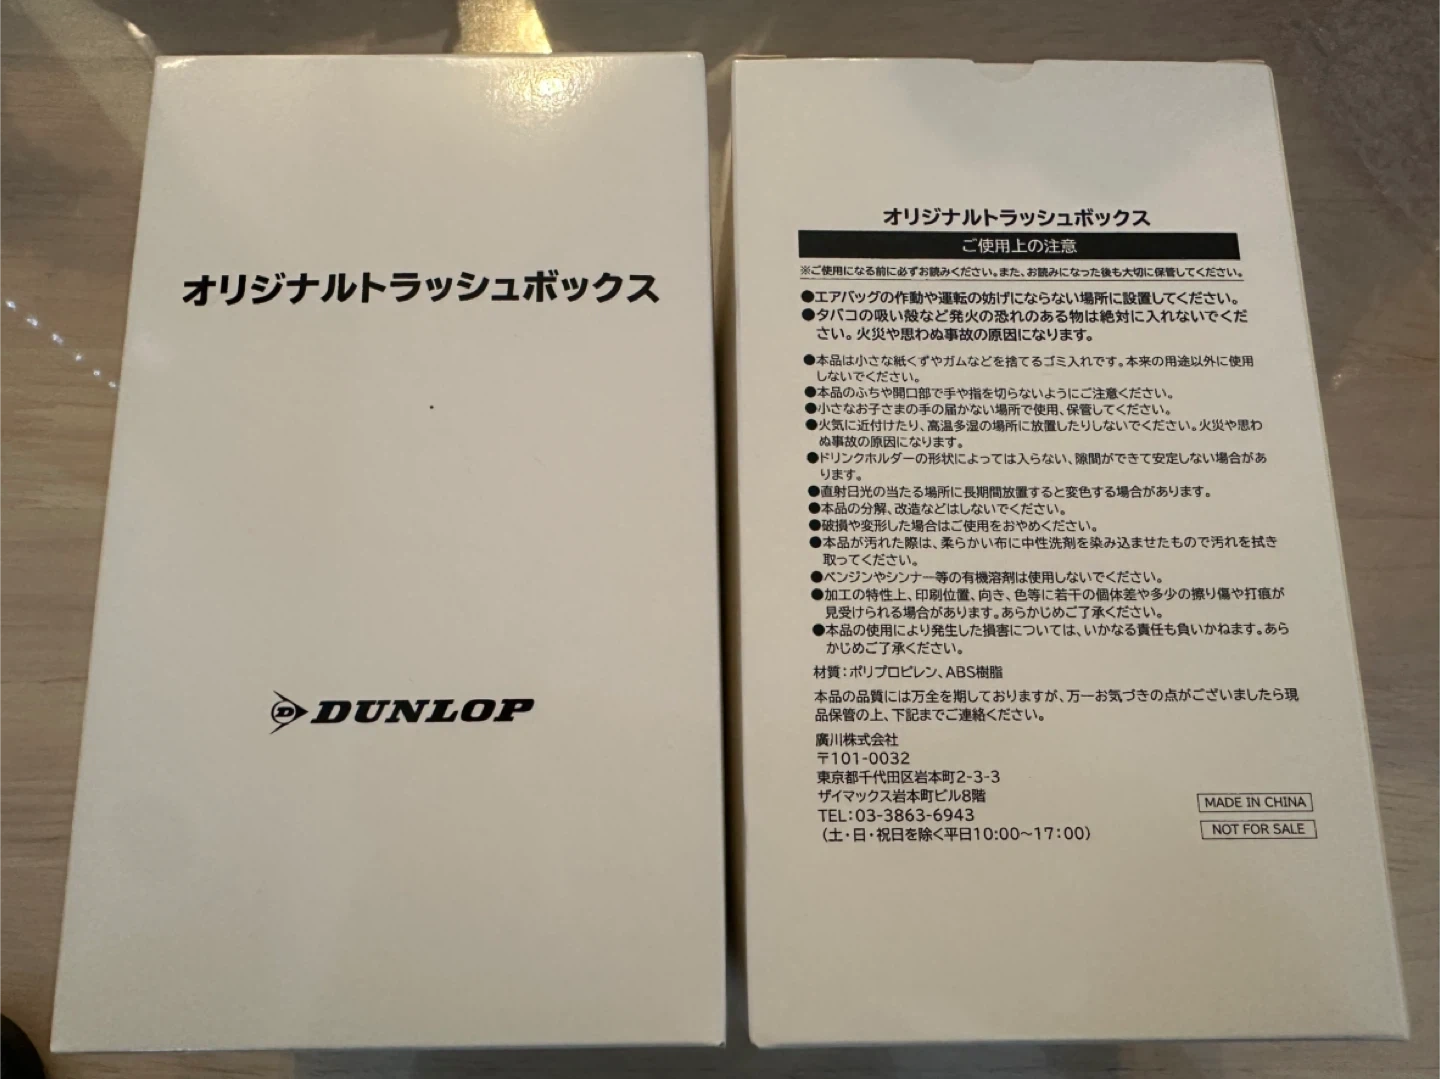 オリジナルトラッシュボックス
DUNLOP
オリジナルトラッシュボックス
ご使用上の注意
※ご使用になる前に必ずお読みください。また、お読みになった後も大切に保管してください。
●エアバッグの作動や運転の妨げにならない場所に設置してください。
●タバコの吸い殻など発火の恐れのある物は絶対に入れないでくだ
さい。火災や思わぬ事故の原因になります。
●本品は小さな紙くずやガムなどを捨てるゴミ入れです。本来の用途以外に使用
しないでください。
●本品のふちや開口部で手や指を切らないようにご注意ください。
●小さなお子さまの手の届かない場所で使用、保管してください。
●火気に近付けたり、高温多湿の場所に放置したりしないでください。火災や思わ
ぬ事故の原因になります。
●ドリンクホルダーの形状によっては入らない、隙間ができて安定しない場合があ
ります。
●直射日光の当たる場所に長期間放置すると変色する場合があります。
●本品の分解、改造などはしないでください。
●破損や変形した場合はご使用をおやめください。
●本品が汚れた際は、柔らかい布に中性洗剤を染み込ませたもので汚れを拭き
取ってください。
●ベンジンやシンナー等の有機溶剤は使用しないでください。
●加工の特性上、印刷位置、向き、色等に若干の個体差や多少の擦り傷や打痕が
見受けられる場合があります。あらかじめご了承ください。
●本品の使用により発生した損害については、いかなる責任も負いかねます。あら
かじめご了承ください。
材質：ポリプロピレン、ABS樹脂
本品の品質には万全を期しておりますが、万一お気づきの点がございましたら現
品保管の上、下記までご連絡ください。
廣川株式会社
〒101-0032
東京都千代田区岩本町2-3-3
ザイマックス岩本町ビル8階
TEL：03-3863-6943
（土・日・祝日を除く平日10:00〜17:00）
MADE IN CHINA
NOT FOR SALE